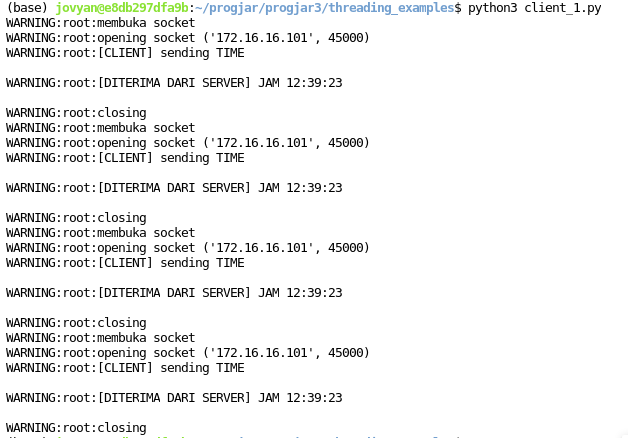 (base) jovyan@e8db297dfa9b:~/progjar/progjar3/threading_examples$ python3 client_1.py
WARNING:root:membuka socket
WARNING:root:opening socket ('172.16.16.101', 45000)
WARNING:root:[CLIENT] sending TIME
WARNING:root:[DITERIMA DARI SERVER] JAM 12:39:23
WARNING:root:closing
WARNING:root:membuka socket
WARNING:root:opening socket ('172.16.16.101', 45000)
WARNING:root:[CLIENT] sending TIME
WARNING:root:[DITERIMA DARI SERVER] JAM 12:39:23
WARNING:root:closing
WARNING:root:membuka socket
WARNING:root:opening socket ('172.16.16.101', 45000)
WARNING:root:[CLIENT] sending TIME
WARNING:root:[DITERIMA DARI SERVER] JAM 12:39:23
WARNING:root:closing
WARNING:root:membuka socket
WARNING:root:opening socket ('172.16.16.101', 45000)
WARNING:root:[CLIENT] sending TIME
WARNING:root:[DITERIMA DARI SERVER] JAM 12:39:23
WARNING:root:closing